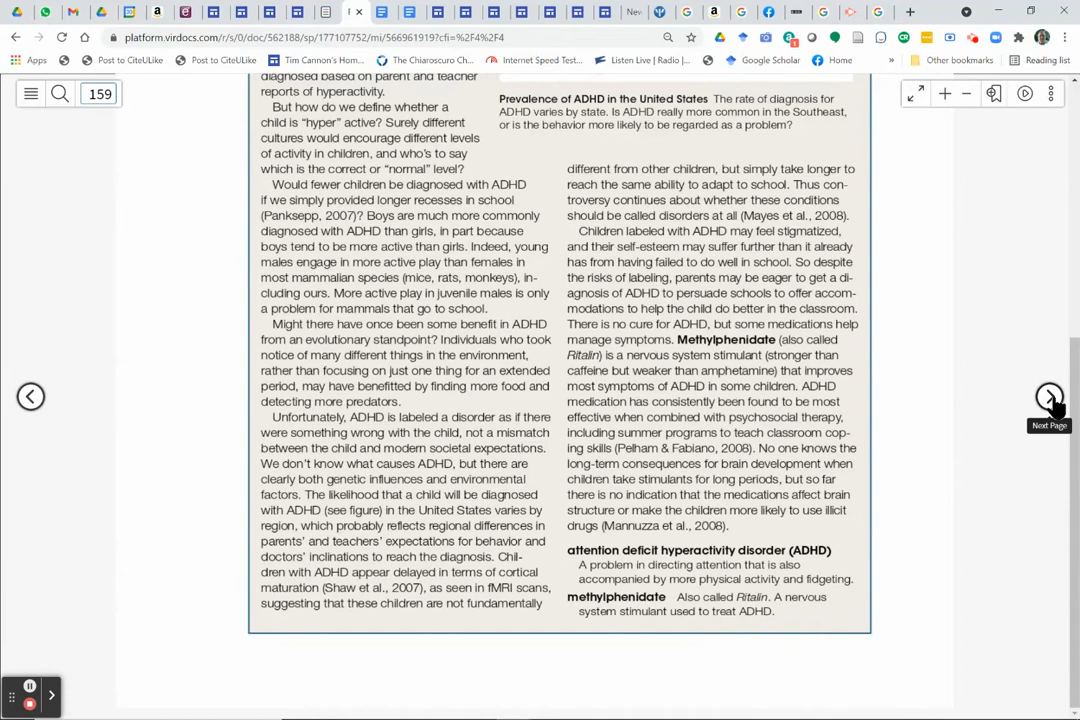 New
platform.virdocs.com/r/s/0/doc/562188/sp/177107752/mi/566961919?cfi=%2F4%2F4
Apps
Post to CiteULike
Post to CiteULike
Tim Cannon's Hom...
The Chiaroscuro Ch...
Internet Speed Test...
Listen Live | Radio |...
Google Scholar
Home
Other bookmarks
Reading list
159
diagnosed based on parent and teacher
reports of hyperactivity.
But how do we define whether a
child is “hyper” active? Surely different
cultures would encourage different levels
of activity in children, and who’s to say
which is the correct or “normal” level?
Would fewer children be diagnosed with ADHD
if we simply provided longer recesses in school
(Panksepp, 2007)? Boys are much more commonly
diagnosed with ADHD than girls, in part because
boys tend to be more active than girls. Indeed, young
males engage in more active play than females in
most mammalian species (mice, rats, monkeys), in-
cluding ours. More active play in juvenile males is only
a problem for mammals that go to school.
Might there have once been some benefit in ADHD
from an evolutionary standpoint? Individuals who took
notice of many different things in the environment,
rather than focusing on just one thing for an extended
period, may have benefitted by finding more food and
detecting more predators.
Unfortunately, ADHD is labeled a disorder as if there
were something wrong with the child, not a mismatch
between the child and modern societal expectations.
We don’t know what causes ADHD, but there are
clearly both genetic influences and environmental
factors. The likelihood that a child will be diagnosed
with ADHD (see figure) in the United States varies by
region, which probably reflects regional differences in
parents’ and teachers’ expectations for behavior and
doctors’ inclinations to reach the diagnosis. Chil-
dren with ADHD appear delayed in terms of cortical
maturation (Shaw et al., 2007), as seen in fMRI scans,
suggesting that these children are not fundamentally
Prevalence of ADHD in the United States The rate of diagnosis for
ADHD varies by state. Is ADHD really more common in the Southeast,
or is the behavior more likely to be regarded as a problem?
different from other children, but simply take longer to
reach the same ability to adapt to school. Thus con-
troversy continues about whether these conditions
should be called disorders at all (Mayes et al., 2008).
Children labeled with ADHD may feel stigmatized,
and their self-esteem may suffer further than it already
has from having failed to do well in school. So despite
the risks of labeling, parents may be eager to get a di-
agnosis of ADHD to persuade schools to offer accom-
modations to help the child do better in the classroom.
There is no cure for ADHD, but some medications help
manage symptoms. Methylphenidate (also called
Ritalin) is a nervous system stimulant (stronger than
caffeine but weaker than amphetamine) that improves
most symptoms of ADHD in some children. ADHD
medication has consistently been found to be most
effective when combined with psychosocial therapy,
including summer programs to teach classroom cop-
ing skills (Pelham & Fabiano, 2008). No one knows the
long-term consequences for brain development when
children take stimulants for long periods, but so far
there is no indication that the medications affect brain
structure or make the children more likely to use illicit
drugs (Mannuzza et al., 2008).
attention deficit hyperactivity disorder (ADHD)
A problem in directing attention that is also
accompanied by more physical activity and fidgeting.
methylphenidate Also called Ritalin. A nervous
system stimulant used to treat ADHD.
Next Page